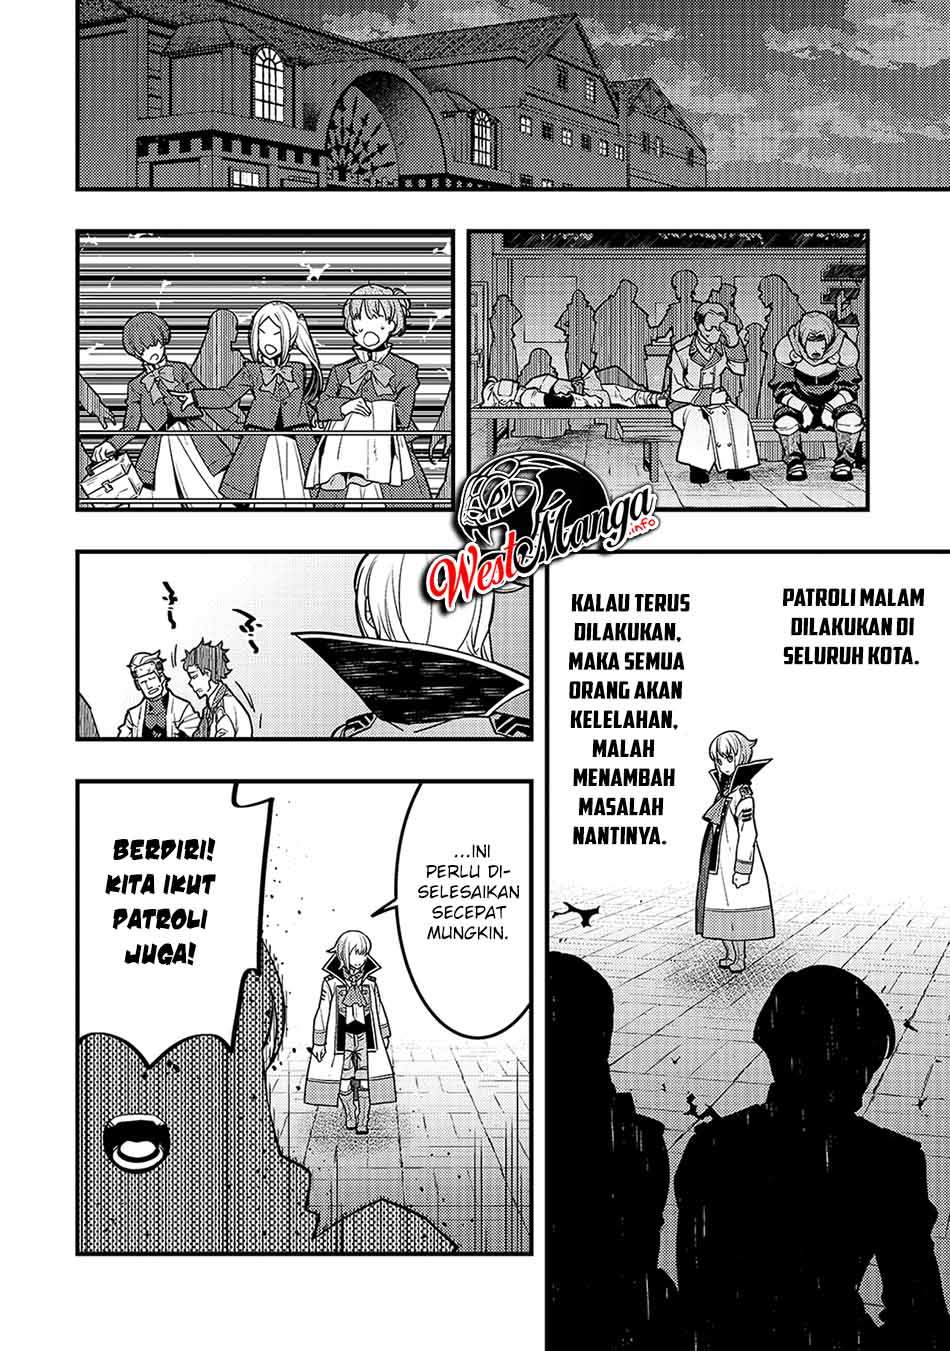 WestManga
.info
PATROLI MALAM
DILAKUKAN DI
SELURUH KOTA.
KALAU TERUS
DILAKUKAN,
MAKA SEMUA
ORANG AKAN
KELELAHAN,
MALAH
MENAMBAH
MASALAH
NANTINYA.
...INI
PERLU DI-
SELESAIKAN
SECEPAT
MUNGKIN.
BERDIRI!
KITA IKUT
PATROLI
JUGA!